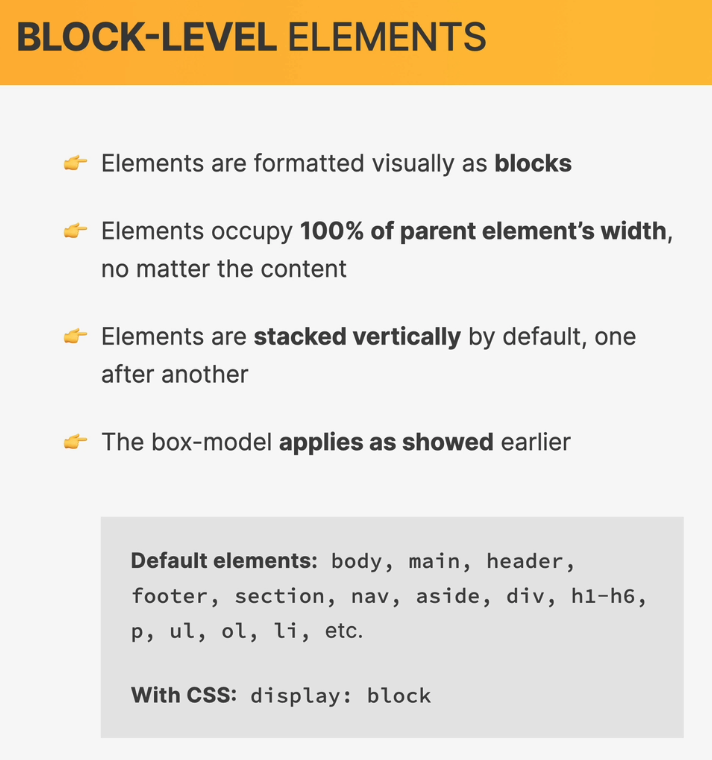 BLOCK-LEVEL ELEMENTS
👉 Elements are formatted visually as blocks
👉 Elements occupy 100% of parent element’s width,
no matter the content
👉 Elements are stacked vertically by default, one
after another
👉 The box-model applies as showed earlier
Default elements: body, main, header,
footer, section, nav, aside, div, h1-h6,
p, ul, ol, li, etc.
With CSS: display: block